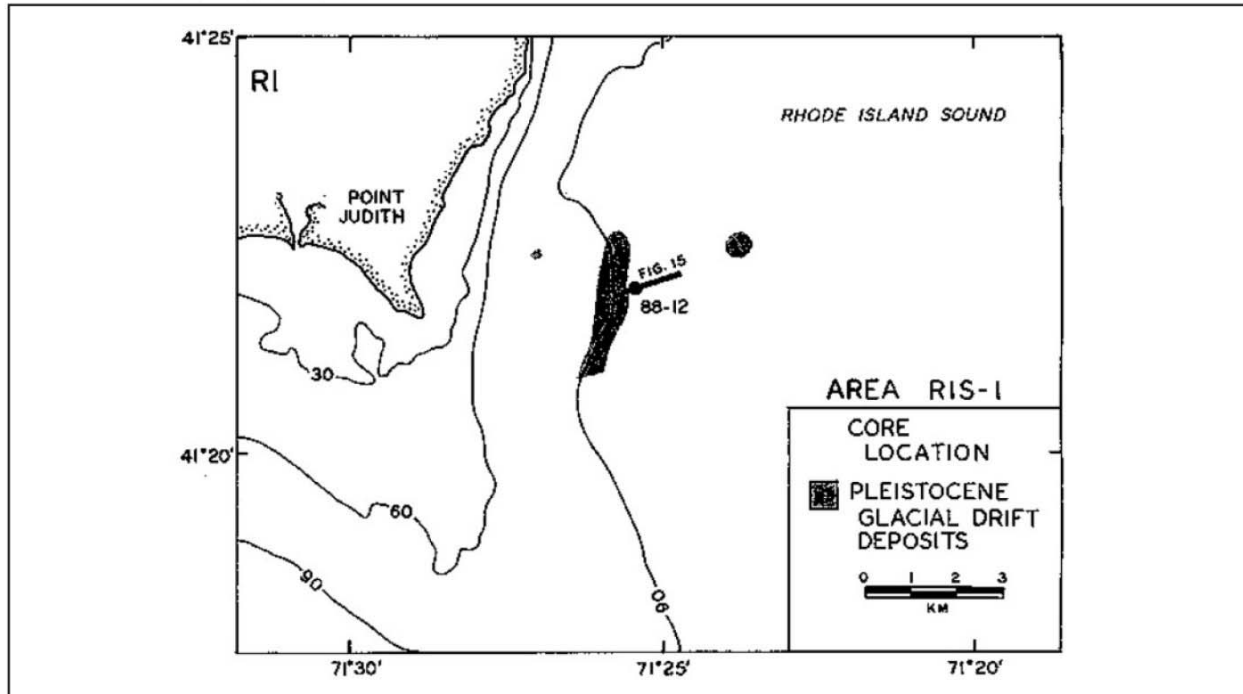 41°25'
RI
RHODE ISLAND SOUND
POINT
JUDITH
FIG. 15
88-12
30
AREA RIS-1
CORE
LOCATION
41°20'
PLEISTOCENE
GLACIAL DRIFT
DEPOSITS
60
0 1 2 3
KM
90
90
71°30'
71°25'
71°20'